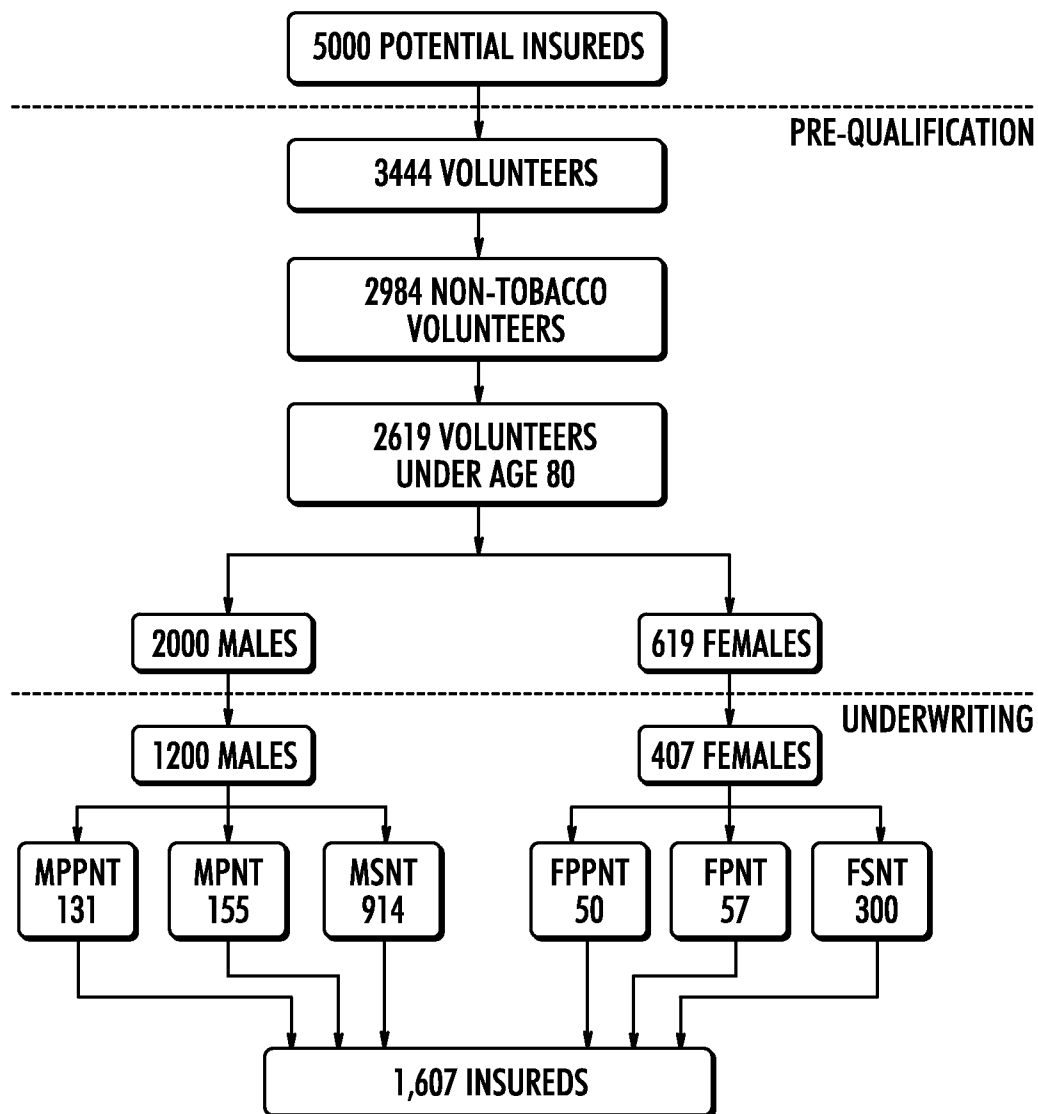 5000 POTENTIAL INSUREDS
PRE-QUALIFICATION
3444 VOLUNTEERS
2984 NON-TOBACCO
VOLUNTEERS
2619 VOLUNTEERS
UNDER AGE 80
2000 MALES
619 FEMALES
UNDERWRITING
1200 MALES
407 FEMALES
MPPNT
131
MPNT
155
MSNT
914
FPPNT
50
FPNT
57
FSNT
300
1,607 INSUREDS